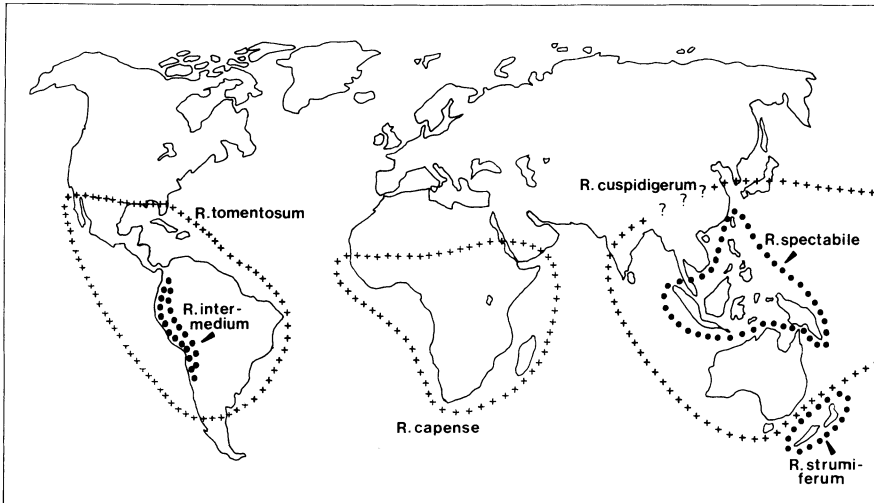 R. cuspidigerum ? ? ?
R. tomentosum
R. spectabile
R. inter-
medium
R. capense
R. strumi-
ferum